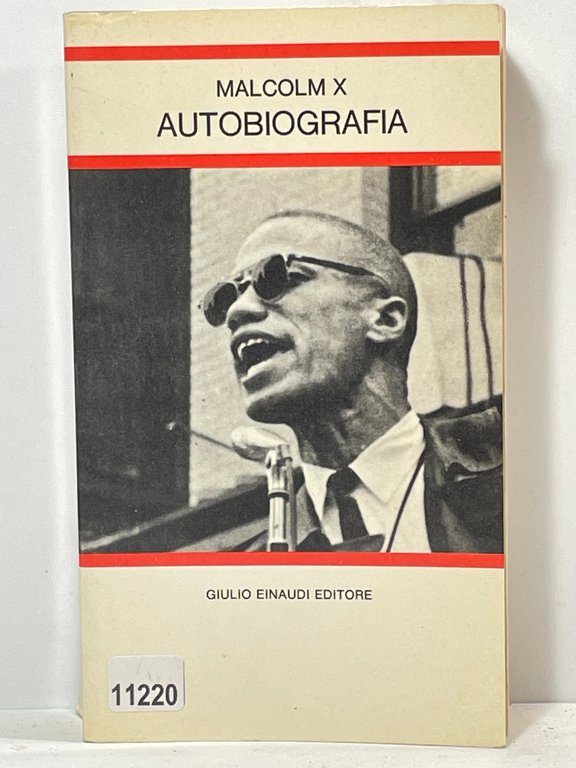 MALCOLM X
AUTOBIOGRAFIA
GIULIO EINAUDI EDITORE
11220